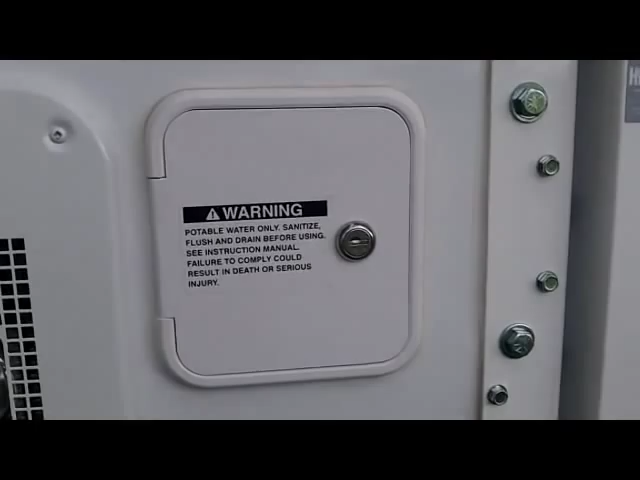 WARNING
POTABLE WATER ONLY. SANITIZE,
FLUSH AND DRAIN BEFORE USING.
SEE INSTRUCTION MANUAL.
FAILURE TO COMPLY COULD
RESULT IN DEATH OR SERIOUS
INJURY.